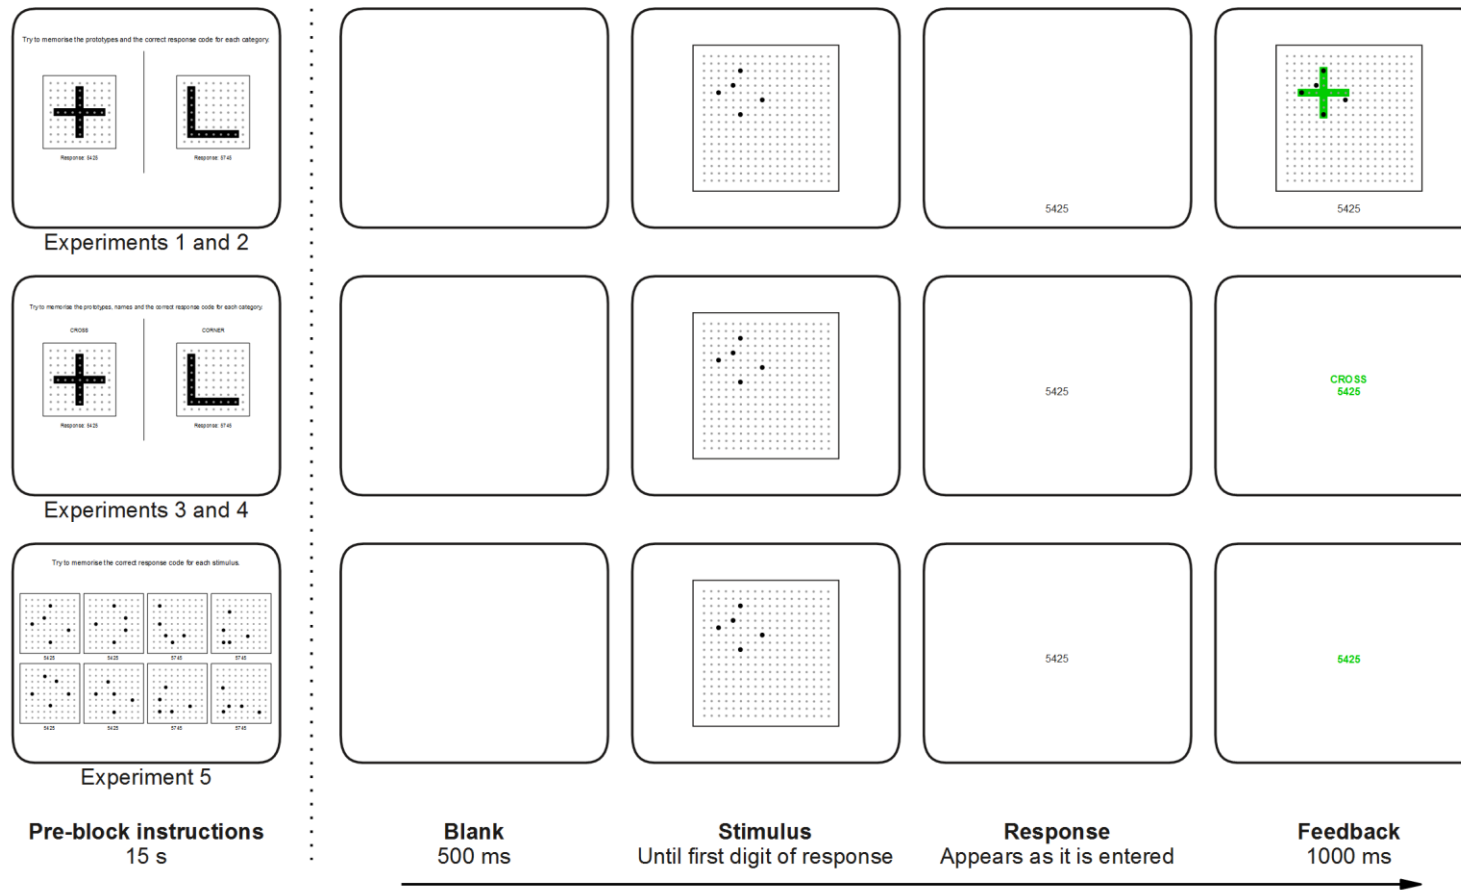 Try to memorise the prototypes and the correct response code for each category.
Response: 5425
Response: 5745
5425
5425
Experiments 1 and 2
Try to memorise the prototypes, names and the correct response code for each category.
CROSS
CORNER
Response: 5425
Response: 5745
5425
CROSS
5425
Experiments 3 and 4
Try to memorise the correct response code for each stimulus.
5425
5425
5745
5745
5425
5425
5745
5745
5425
5425
Experiment 5
Pre-block instructions
15 s
Blank
500 ms
Stimulus
Until first digit of response
Response
Appears as it is entered
Feedback
1000 ms